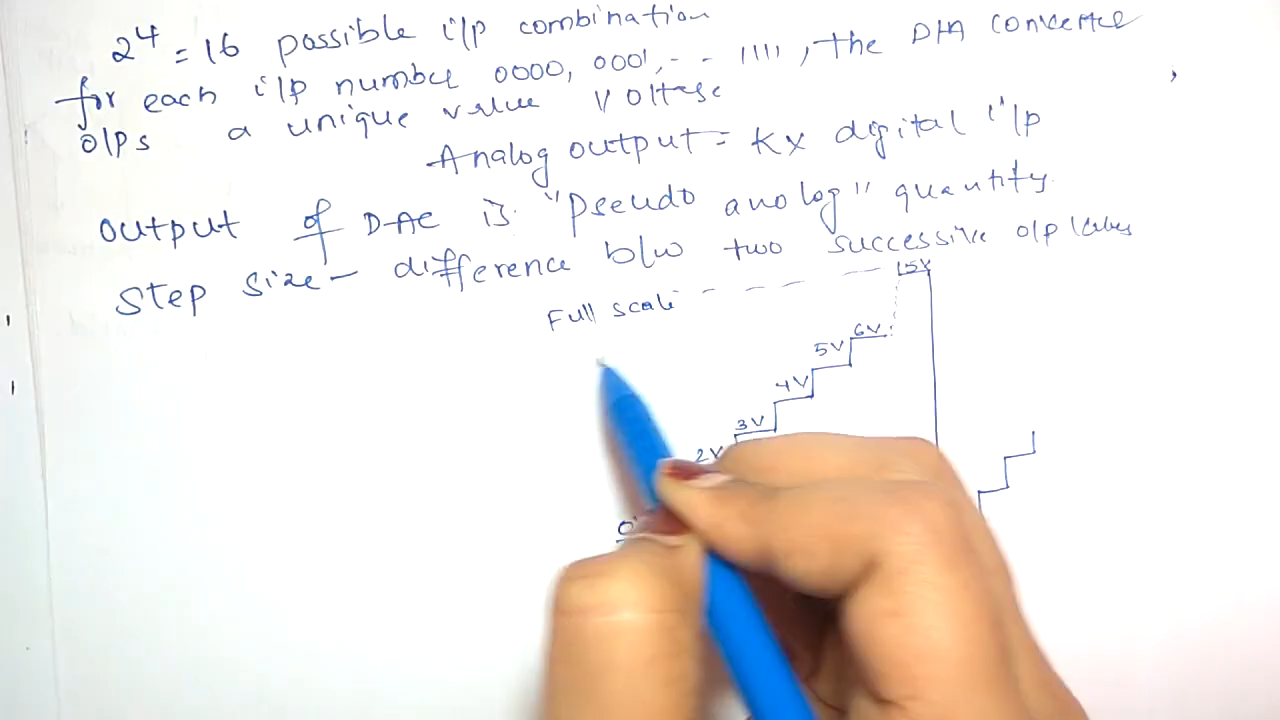 2⁴ = 16 possible i/p combination
for each i/p number 0000, 0001, - - 1111, the D/A converter
o/ps a unique value voltage
Analog output = Kx digital i/p
output of DAC is "Pseudo analog" quantity
Step size - difference b/w two successive o/p values
Full scale - - - - 15V
6V
5V
4V
3V
2V
0